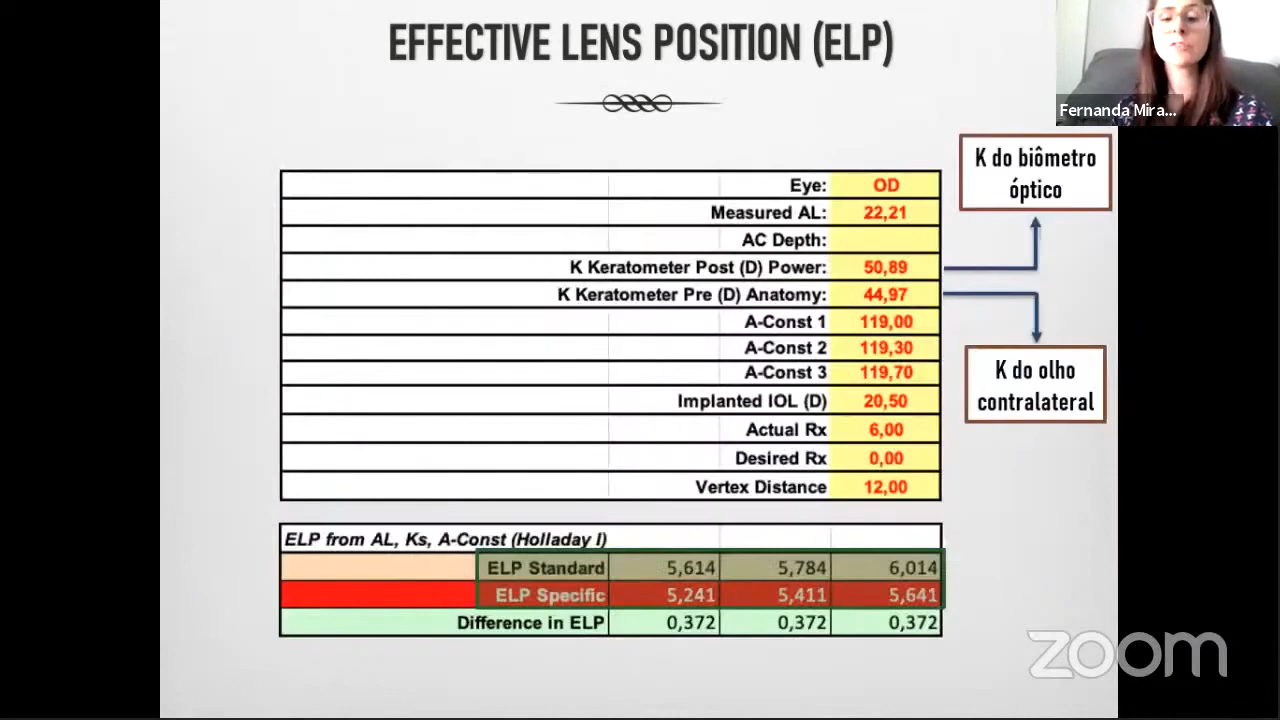 EFFECTIVE LENS POSITION (ELP)
Fernanda Mira...
K do biômetro
óptico
Eye: OD
Measured AL: 22,21
AC Depth:
K Keratometer Post (D) Power: 50,89
K Keratometer Pre (D) Anatomy: 44,97
A-Const 1 119,00
A-Const 2 119,30
A-Const 3 119,70
Implanted IOL (D) 20,50
Actual Rx 6,00
Desired Rx 0,00
Vertex Distance 12,00
K do olho
contralateral
ELP from AL, Ks, A-Const (Holladay I)
ELP Standard 5,614 5,784 6,014
ELP Specific 5,241 5,411 5,641
Difference in ELP 0,372 0,372 0,372
zoom